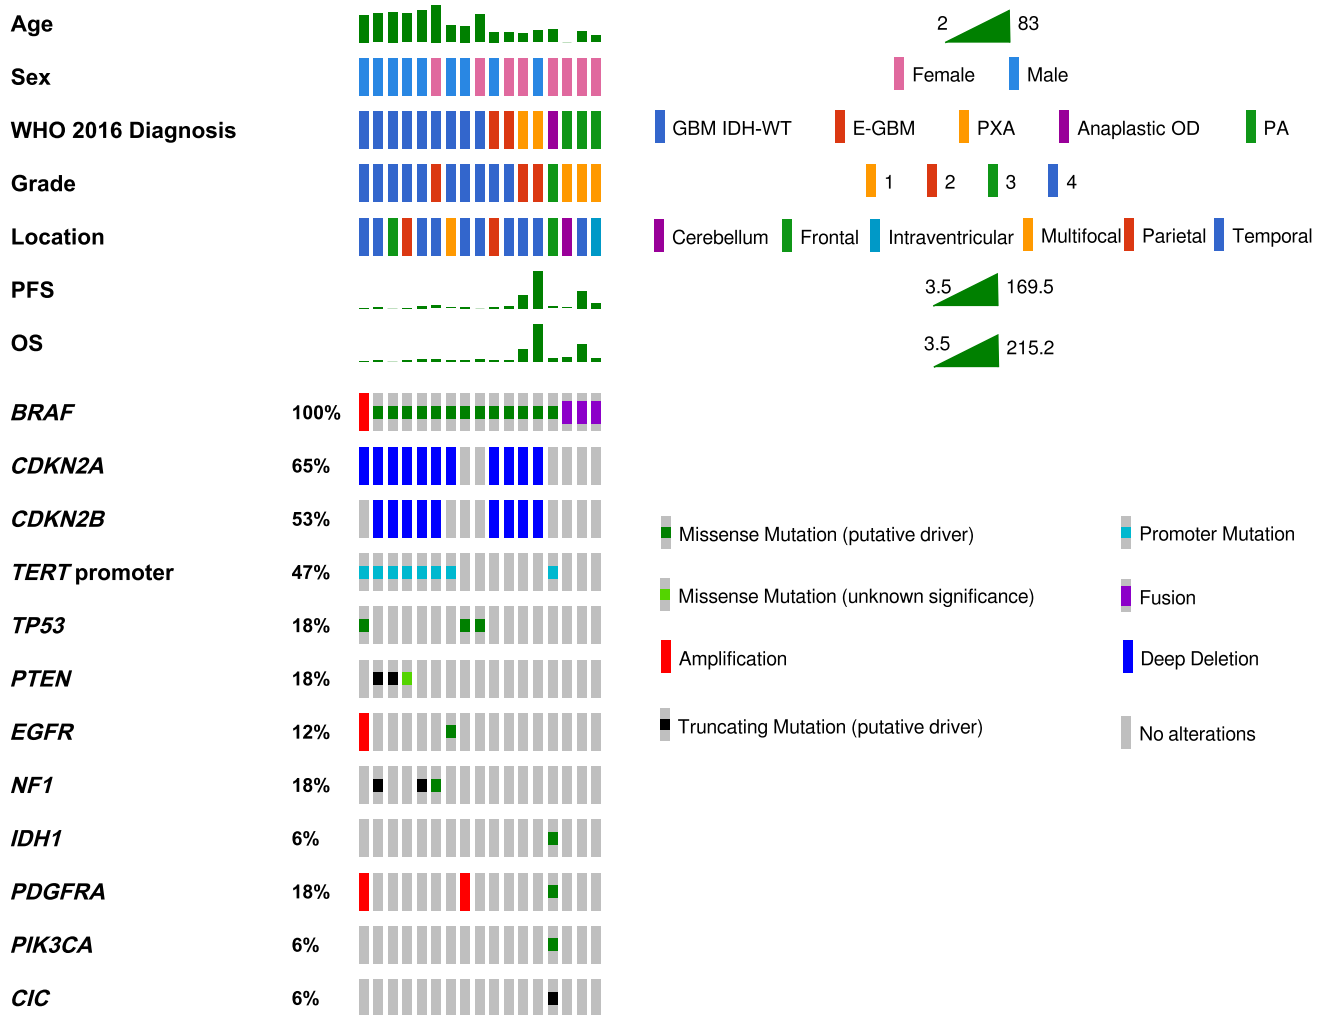 Age 2 83
Sex Female Male
WHO 2016 Diagnosis GBM IDH-WT E-GBM PXA Anaplastic OD PA
Grade 1 2 3 4
Location Cerebellum Frontal Intraventricular Multifocal Parietal Temporal
PFS 3.5 169.5
OS 3.5 215.2
BRAF 100%
CDKN2A 65%
CDKN2B 53%
TERT promoter 47%
TP53 18%
PTEN 18%
EGFR 12%
NF1 18%
IDH1 6%
PDGFRA 18%
PIK3CA 6%
CIC 6%
Missense Mutation (putative driver) Promoter Mutation
Missense Mutation (unknown significance) Fusion
Amplification Deep Deletion
Truncating Mutation (putative driver) No alterations